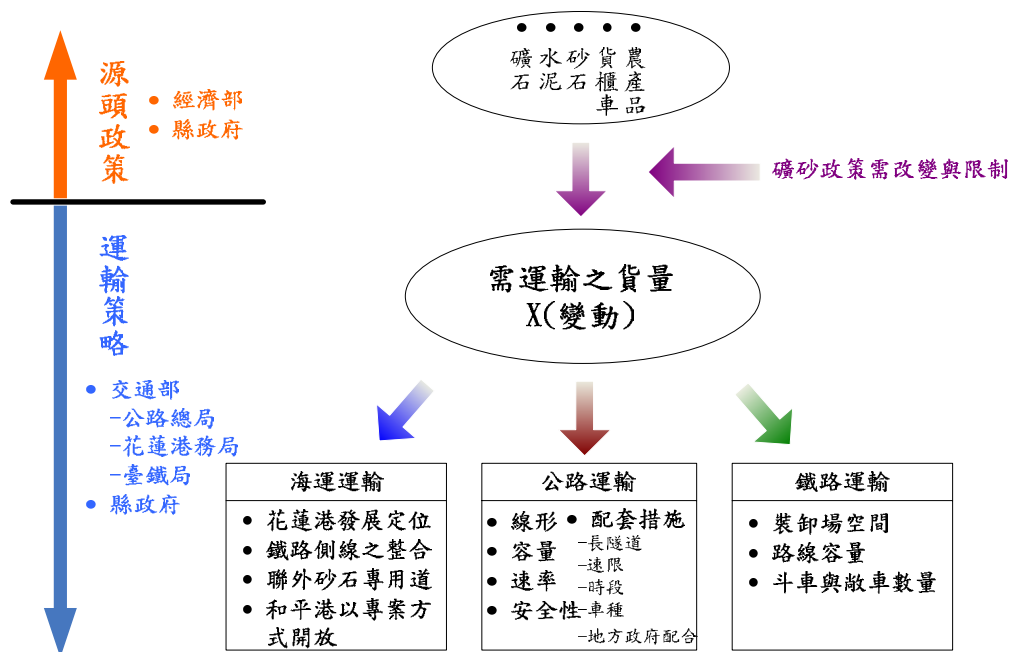 源頭政策
• 經濟部
• 縣政府
運輸策略
• 交通部
–公路總局
–花蓮港務局
–臺鐵局
• 縣政府
• 礦石
• 水泥
• 砂石
• 貨櫃車
• 農產品
礦砂政策需改變與限制
需運輸之貨量
X(變動)
海運運輸
• 花蓮港發展定位
• 鐵路側線之整合
• 聯外砂石專用道
• 和平港以專案方
式開放
公路運輸
• 線形
• 容量
• 速率
• 安全性
• 配套措施
–長隧道
–速限
–時段
–車種
–地方政府配合
鐵路運輸
• 裝卸場空間
• 路線容量
• 斗車與敞車數量